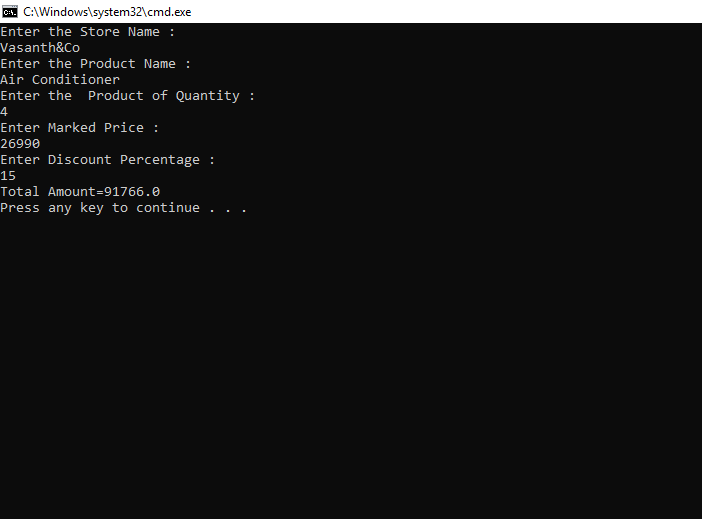 C:\Windows\system32\cmd.exe
Enter the Store Name :
Vasanth&Co
Enter the Product Name :
Air Conditioner
Enter the  Product of Quantity :
4
Enter Marked Price :
26990
Enter Discount Percentage :
15
Total Amount=91766.0
Press any key to continue . . .